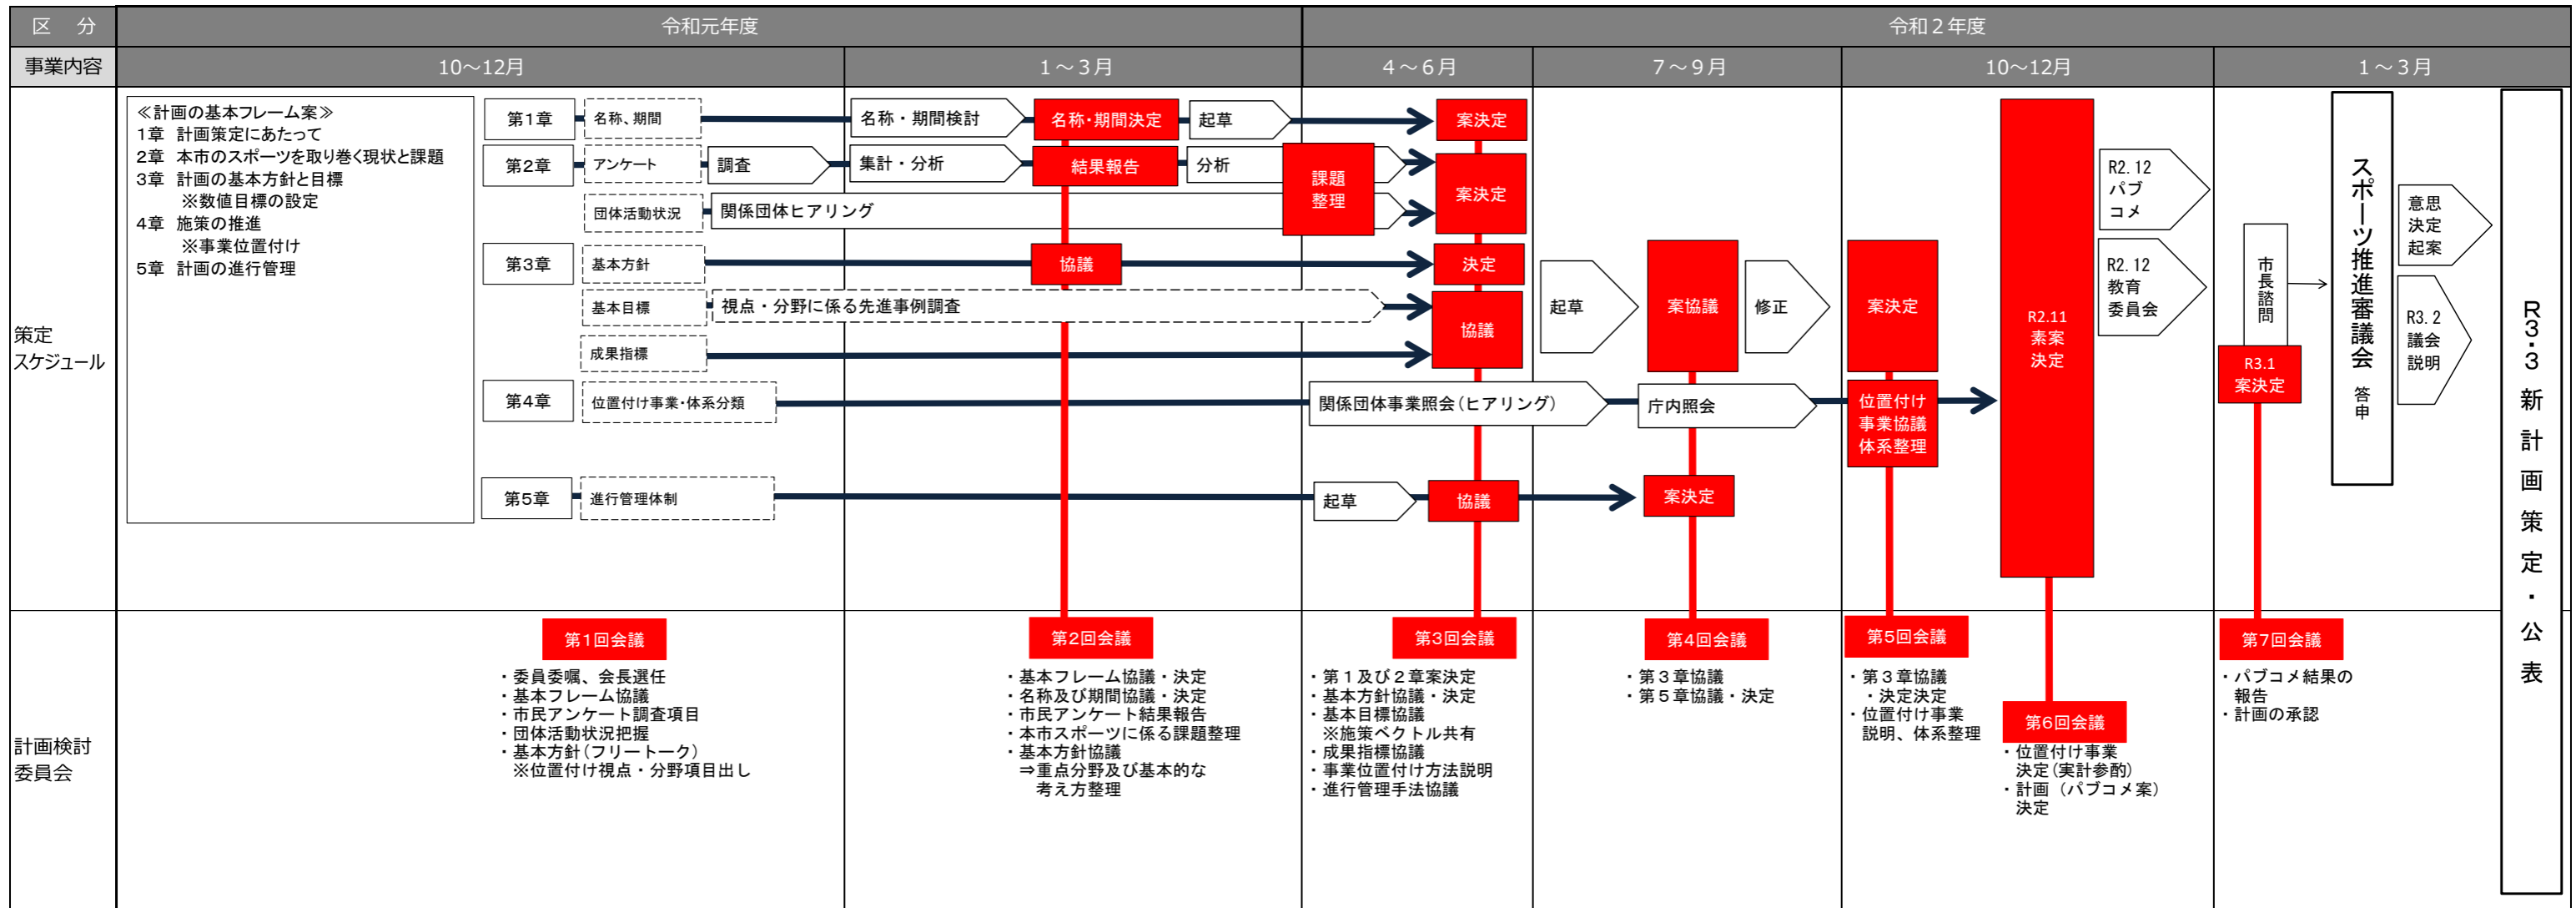 区　分
令和元年度
令和２年度
事業内容
10～12月
１～３月
４～６月
７～９月
10～12月
１～３月
策定
スケジュール
≪計画の基本フレーム案≫
1章　計画策定にあたって
2章　本市のスポーツを取り巻く現状と課題
3章　計画の基本方針と目標
※数値目標の設定
4章　施策の推進
※事業位置付け
5章　計画の進行管理
第１章
名称、期間
名称・期間検討
名称・期間決定
起草
案決定
第２章
アンケート
調査
集計・分析
結果報告
分析
課題
整理
案決定
団体活動状況
関係団体ヒアリング
第３章
基本方針
協議
決定
基本目標
視点・分野に係る先進事例調査
協議
成果指標
起草
案協議
修正
案決定
第４章
位置付け事業・体系分類
関係団体事業照会（ヒアリング）
庁内照会
位置付け
事業協議
体系整理
第５章
進行管理体制
起草
協議
案決定
R2.11
素案
決定
R2.12
パブ
コメ
R2.12
教育
委員会
市長諮問
R3.1
案決定
スポーツ推進審議会　答申
意思
決定
起案
R3.2
議会
説明
R３・３　新計画策定・公表
計画検討
委員会
第１回会議
・委員委嘱、会長選任
・基本フレーム協議
・市民アンケート調査項目
・団体活動状況把握
・基本方針（フリートーク）
※位置付け視点・分野項目出し
第２回会議
・基本フレーム協議・決定
・名称及び期間協議・決定
・市民アンケート結果報告
・本市スポーツに係る課題整理
・基本方針協議
⇒重点分野及び基本的な
考え方整理
第３回会議
・第１及び２章案決定
・基本方針協議・決定
・基本目標協議
※施策ベクトル共有
・成果指標協議
・事業位置付け方法説明
・進行管理手法協議
第４回会議
・第３章協議
・第５章協議・決定
第５回会議
・第３章協議
・決定決定
・位置付け事業
説明、体系整理
第６回会議
・位置付け事業
決定（実計参酌）
・計画（パブコメ案）
決定
第７回会議
・パブコメ結果の
報告
・計画の承認